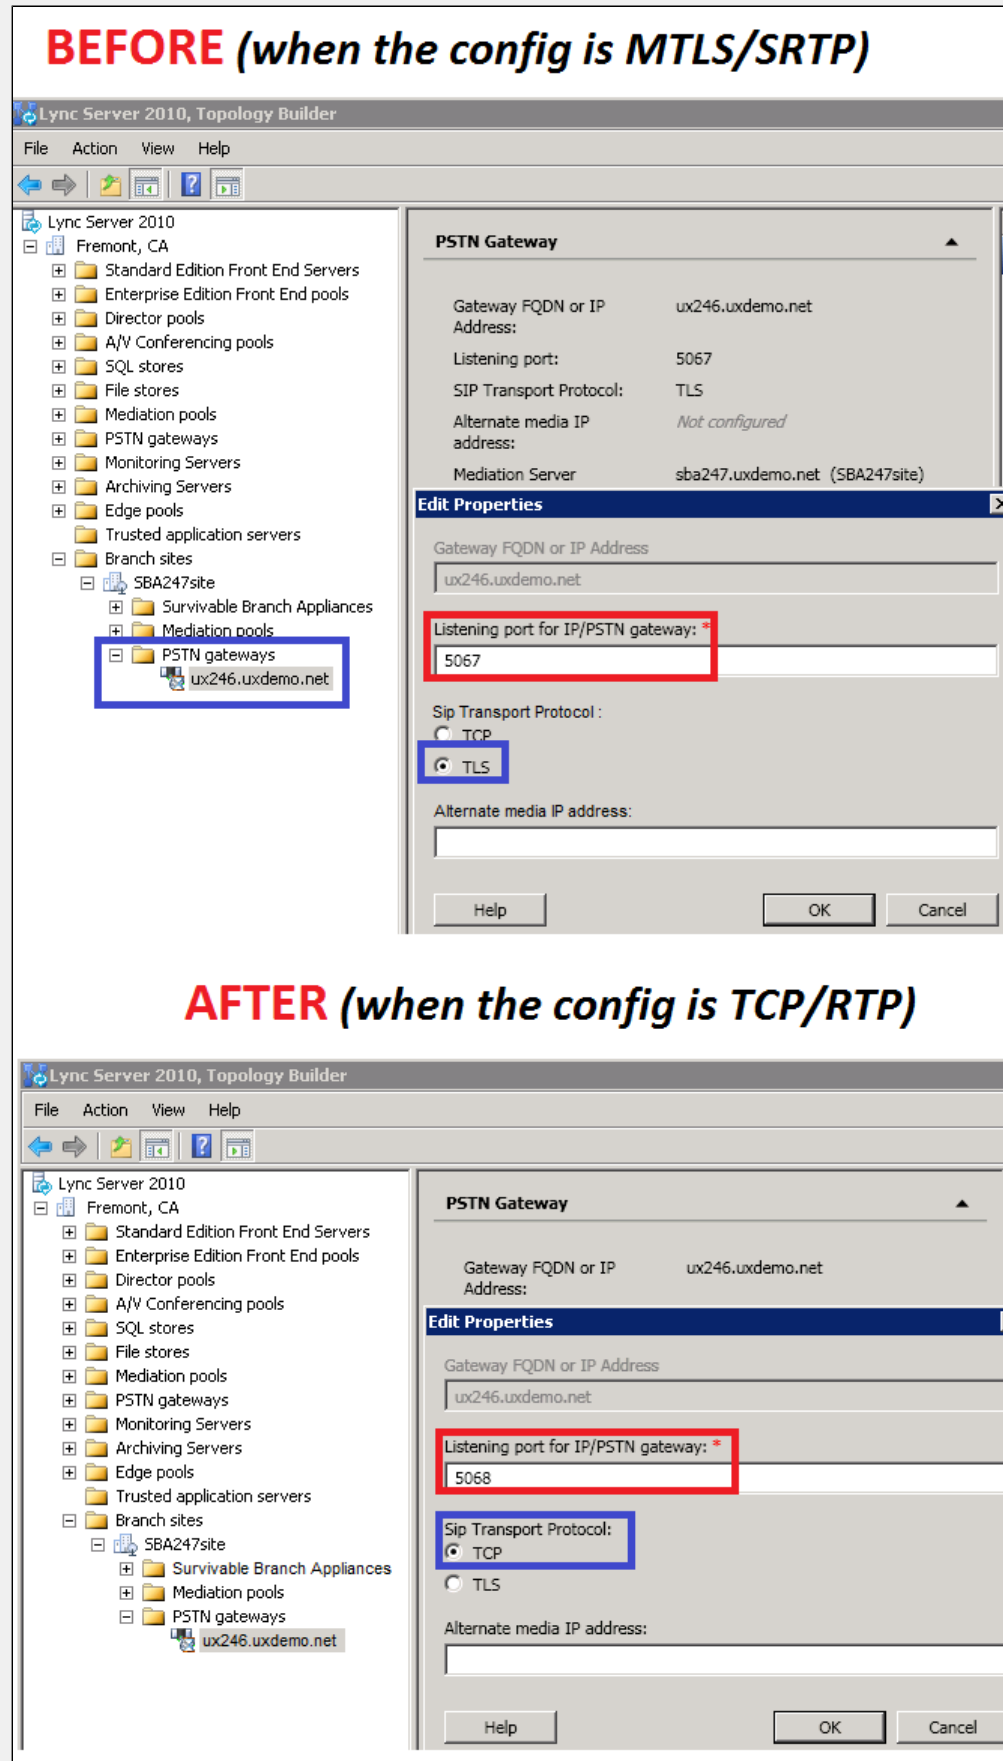 BEFORE (when the config is MTLS/SRTP)
Lync Server 2010, Topology Builder
File Action View Help
Lync Server 2010
Fremont, CA
Standard Edition Front End Servers
Enterprise Edition Front End pools
Director pools
A/V Conferencing pools
SQL stores
File stores
Mediation pools
PSTN gateways
Monitoring Servers
Archiving Servers
Edge pools
Trusted application servers
Branch sites
SBA247site
Survivable Branch Appliances
Mediation pools
PSTN gateways
ux246.uxdemo.net
PSTN Gateway
Gateway FQDN or IP ux246.uxdemo.net
Address:
Listening port: 5067
SIP Transport Protocol: TLS
Alternate media IP Not configured
address:
Mediation Server sba247.uxdemo.net (SBA247site)
Edit Properties
Gateway FQDN or IP Address
ux246.uxdemo.net
Listening port for IP/PSTN gateway: *
5067
Sip Transport Protocol :
TCP
TLS
Alternate media IP address:
Help OK Cancel
AFTER (when the config is TCP/RTP)
Lync Server 2010, Topology Builder
File Action View Help
Lync Server 2010
Fremont, CA
Standard Edition Front End Servers
Enterprise Edition Front End pools
Director pools
A/V Conferencing pools
SQL stores
File stores
Mediation pools
PSTN gateways
Monitoring Servers
Archiving Servers
Edge pools
Trusted application servers
Branch sites
SBA247site
Survivable Branch Appliances
Mediation pools
PSTN gateways
ux246.uxdemo.net
PSTN Gateway
Gateway FQDN or IP ux246.uxdemo.net
Address:
Edit Properties
Gateway FQDN or IP Address
ux246.uxdemo.net
Listening port for IP/PSTN gateway: *
5068
Sip Transport Protocol:
TCP
TLS
Alternate media IP address:
Help OK Cancel